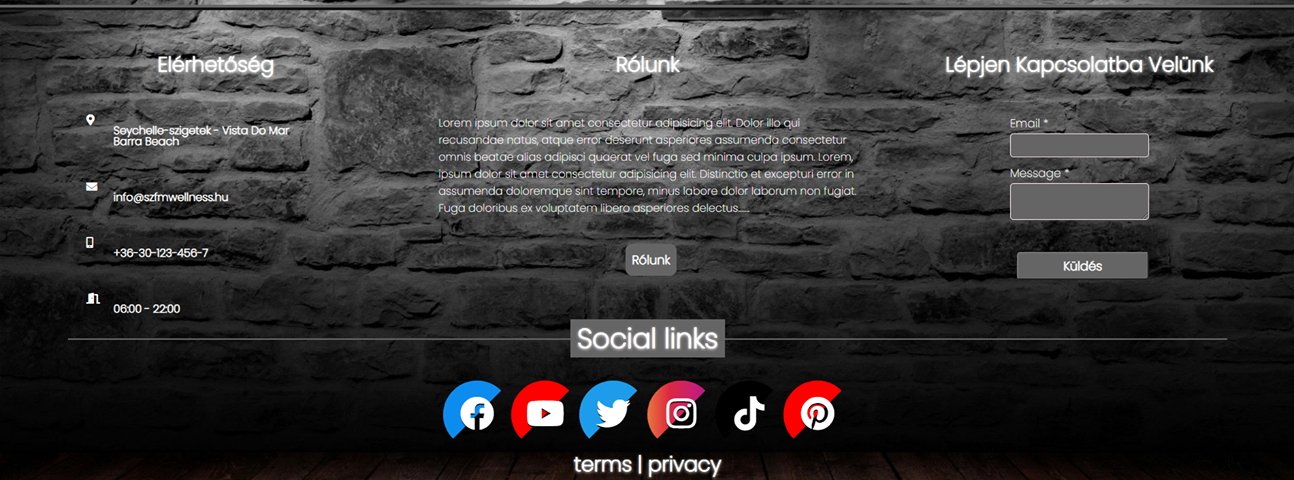 Elérhetőség
Seychelle-szigetek - Vista Do Mar
Barra Beach
info@szfmwellness.hu
+36-30-123-456-7
06:00 - 22:00
Rólunk
Lorem ipsum dolor sit amet consectetur adipisicing elit. Dolor illo qui
recusandae natus, atque error deserunt asperiores assumenda consectetur
omnis beatae alias adipisci quaerat vel fuga sed minima culpa ipsum. Lorem,
ipsum dolor sit amet consectetur adipisicing elit. Distinctio et excepturi error in
assumenda doloremque sint tempore, minus labore dolor laborum non fugiat.
Fuga doloribus ex voluptatem libero asperiores delectus.....
Rólunk
Lépjen Kapcsolatba Velünk
Email *
Message *
Küldés
Social links
terms | privacy